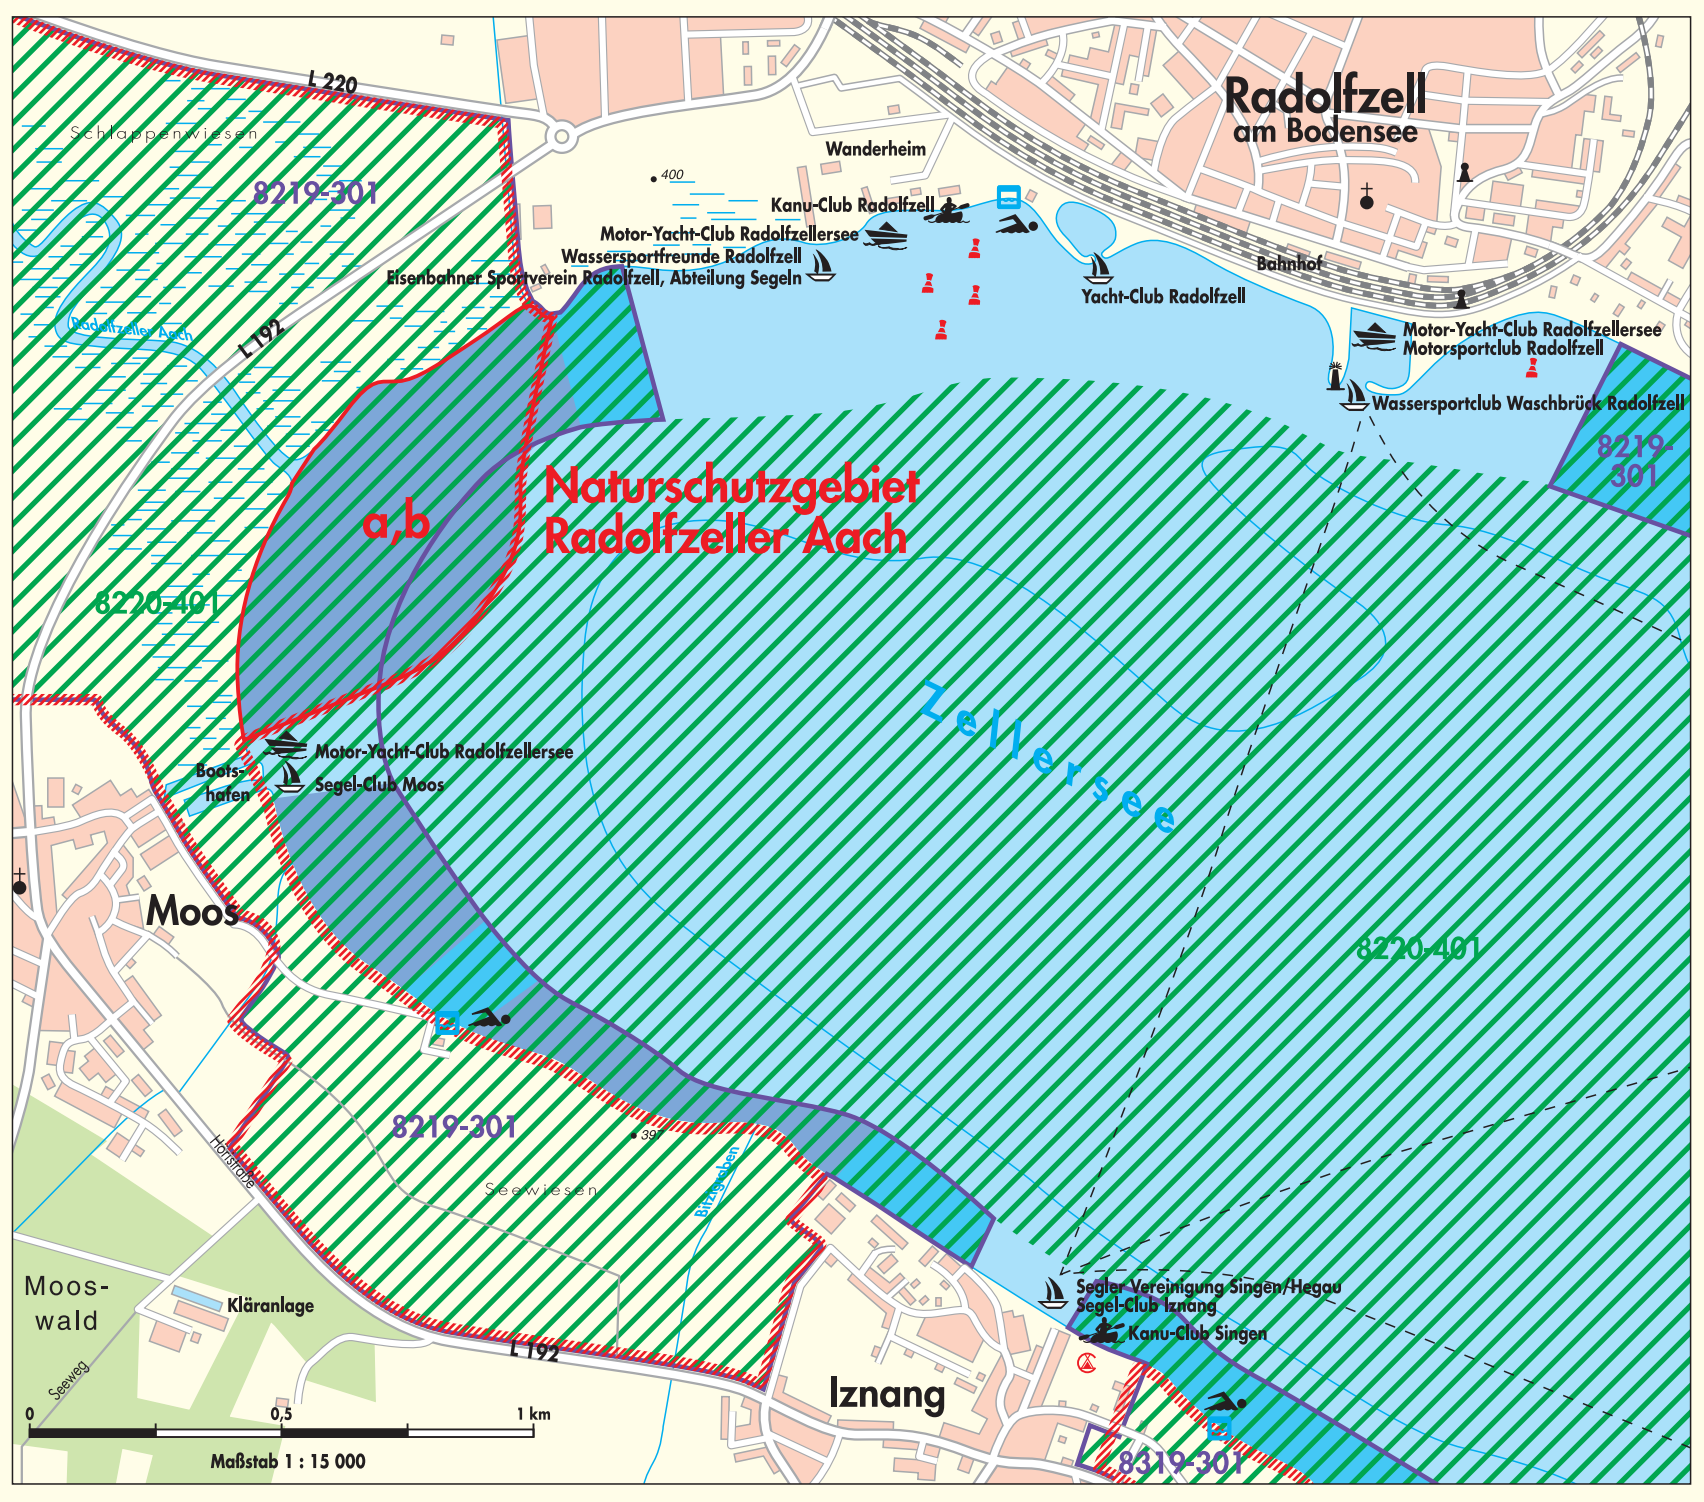 L 220
Schlappenwiesen
8219-301
Radolfzell
am Bodensee
Wanderheim
400
Kanu-Club Radolfzell
Motor-Yacht-Club Radolfzellersee
Wassersportfreunde Radolfzell
Eisenbahner Sportverein Radolfzell, Abteilung Segeln
Bahnhof
Yacht-Club Radolfzell
Radolfzeller Aach
L 192
Motor-Yacht-Club Radolfzellersee
Motorsportclub Radolfzell
Wassersportclub Waschbrück Radolfzell
8219-
301
Naturschutzgebiet
Radolfzeller Aach
a,b
8220-401
Zellersee
Motor-Yacht-Club Radolfzellersee
Segel-Club Moos
Boots-
hafen
Moos
8220-401
8219-301
397
Höristraße
Bitzigraben
Seewiesen
Moos-
wald
Kläranlage
Seeweg
L 192
Segler Vereinigung Singen/Hegau
Segel-Club Iznang
Kanu-Club Singen
Iznang
8319-301
0 0,5 1 km
Maßstab 1 : 15 000